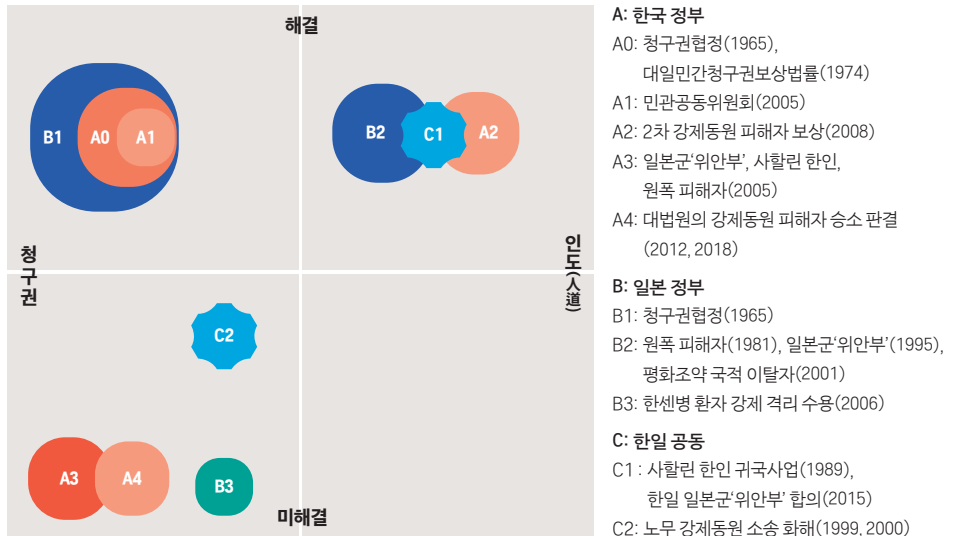 해결
B1
A0
A1
B2
C1
A2
청구권
인도(人道)
C2
A3
A4
B3
미해결
A: 한국 정부
A0: 청구권협정(1965),
대일민간청구권보상법률(1974)
A1: 민관공동위원회(2005)
A2: 2차 강제동원 피해자 보상(2008)
A3: 일본군‘위안부’, 사할린 한인,
원폭 피해자(2005)
A4: 대법원의 강제동원 피해자 승소 판결
(2012, 2018)
B: 일본 정부
B1: 청구권협정(1965)
B2: 원폭 피해자(1981), 일본군‘위안부’(1995),
평화조약 국적 이탈자(2001)
B3: 한센병 환자 강제 격리 수용(2006)
C: 한일 공동
C1 : 사할린 한인 귀국사업(1989),
한일 일본군‘위안부’ 합의(2015)
C2: 노무 강제동원 소송 화해(1999, 2000)